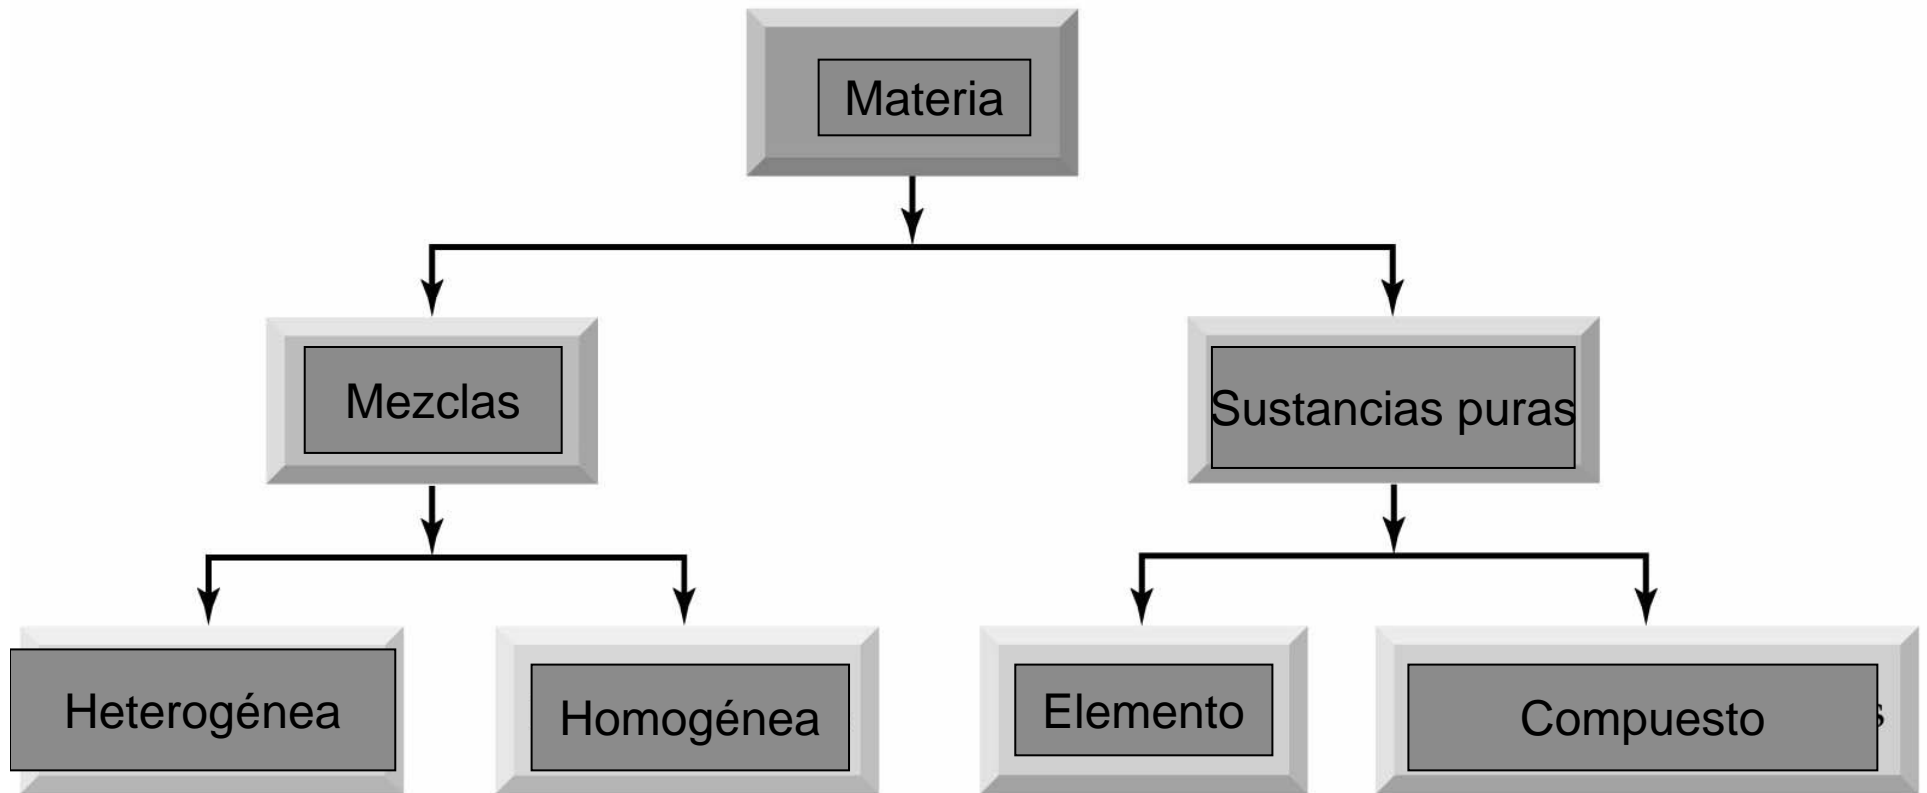 Materia
Mezclas
Sustancias puras
Heterogénea
Homogénea
Elemento
Compuesto
s